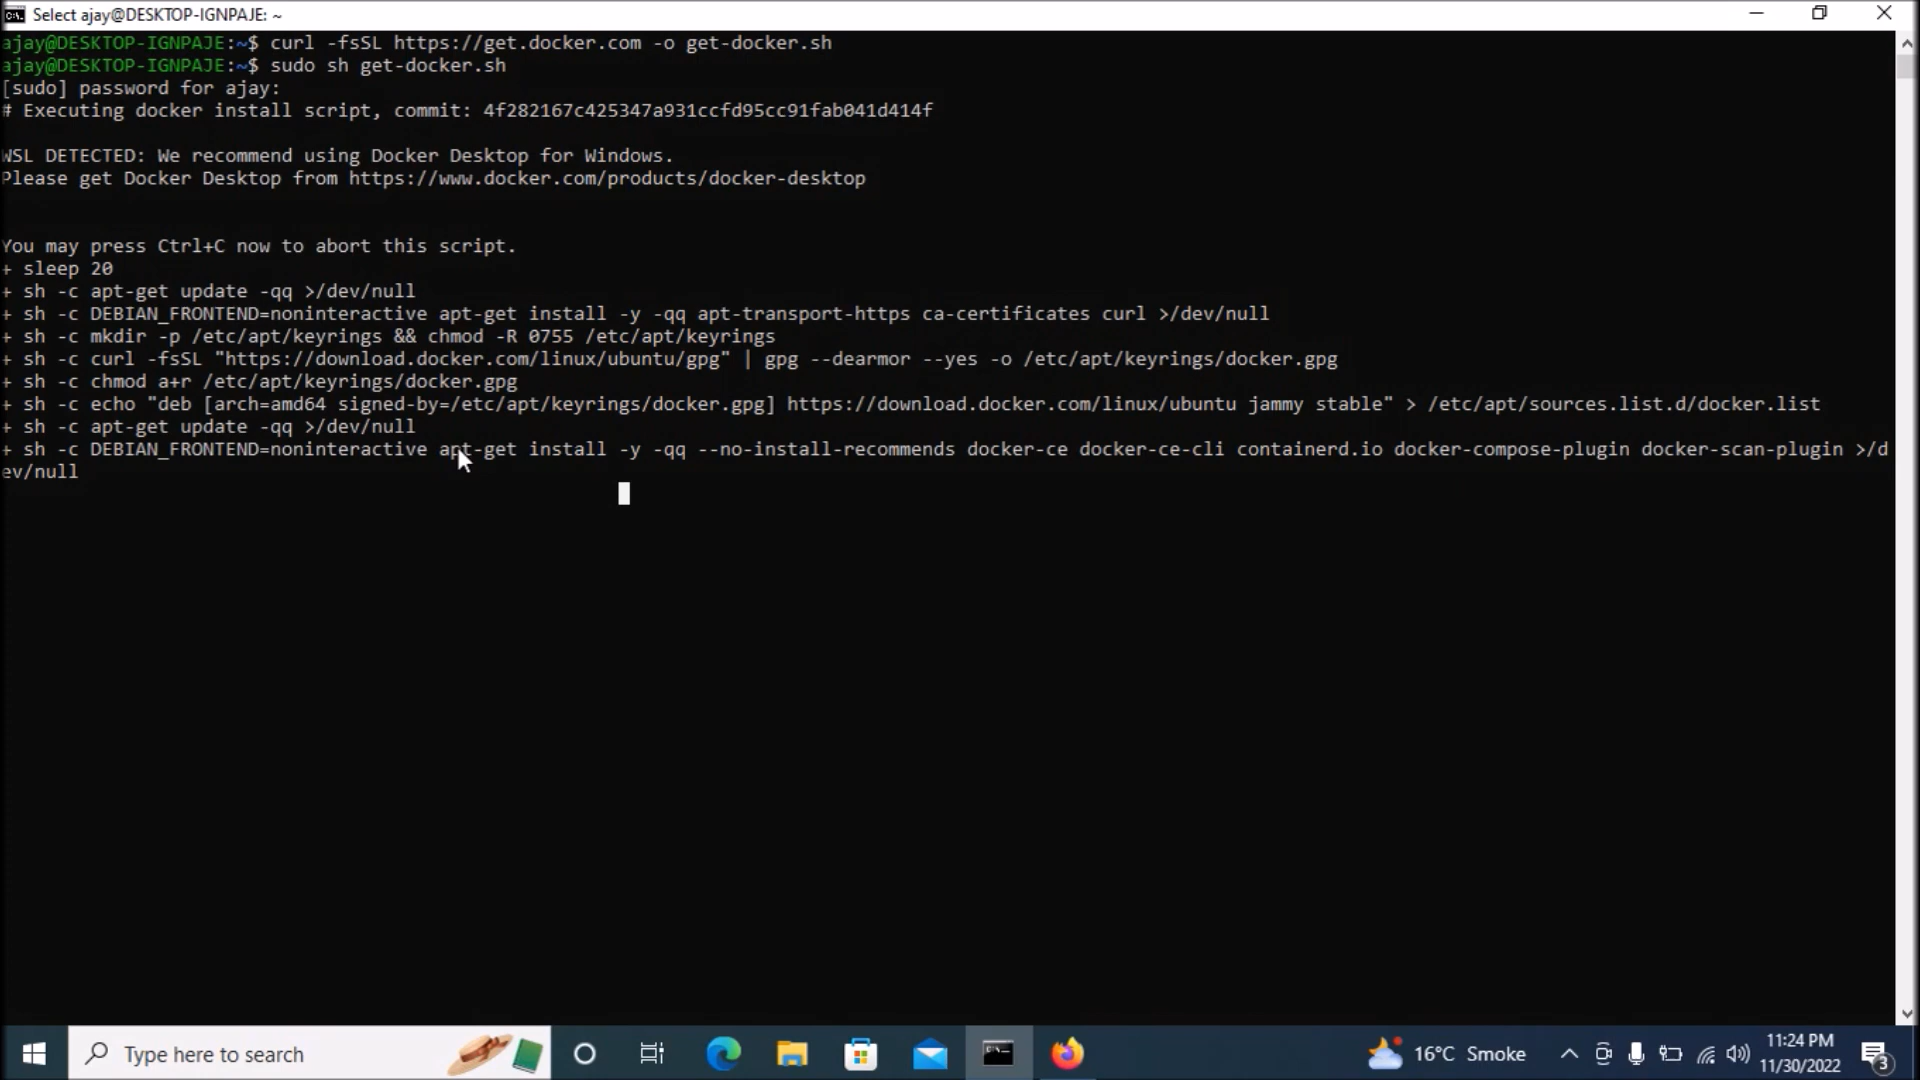 Select ajay@DESKTOP-IGNPAJE: ~
ajay@DESKTOP-IGNPAJE:~$ curl -fsSL https://get.docker.com -o get-docker.sh
ajay@DESKTOP-IGNPAJE:~$ sudo sh get-docker.sh
[sudo] password for ajay:
# Executing docker install script, commit: 4f282167c425347a931ccfd95cc91fab041d414f
WSL DETECTED: We recommend using Docker Desktop for Windows.
Please get Docker Desktop from https://www.docker.com/products/docker-desktop
You may press Ctrl+C now to abort this script.
+ sleep 20
+ sh -c apt-get update -qq >/dev/null
+ sh -c DEBIAN_FRONTEND=noninteractive apt-get install -y -qq apt-transport-https ca-certificates curl >/dev/null
+ sh -c mkdir -p /etc/apt/keyrings && chmod -R 0755 /etc/apt/keyrings
+ sh -c curl -fsSL "https://download.docker.com/linux/ubuntu/gpg" | gpg --dearmor --yes -o /etc/apt/keyrings/docker.gpg
+ sh -c chmod a+r /etc/apt/keyrings/docker.gpg
+ sh -c echo "deb [arch=amd64 signed-by=/etc/apt/keyrings/docker.gpg] https://download.docker.com/linux/ubuntu jammy stable" > /etc/apt/sources.list.d/docker.list
+ sh -c apt-get update -qq >/dev/null
+ sh -c DEBIAN_FRONTEND=noninteractive apt-get install -y -qq --no-install-recommends docker-ce docker-ce-cli containerd.io docker-compose-plugin docker-scan-plugin >/d
ev/null
Type here to search
16°C Smoke
11:24 PM
11/30/2022
3